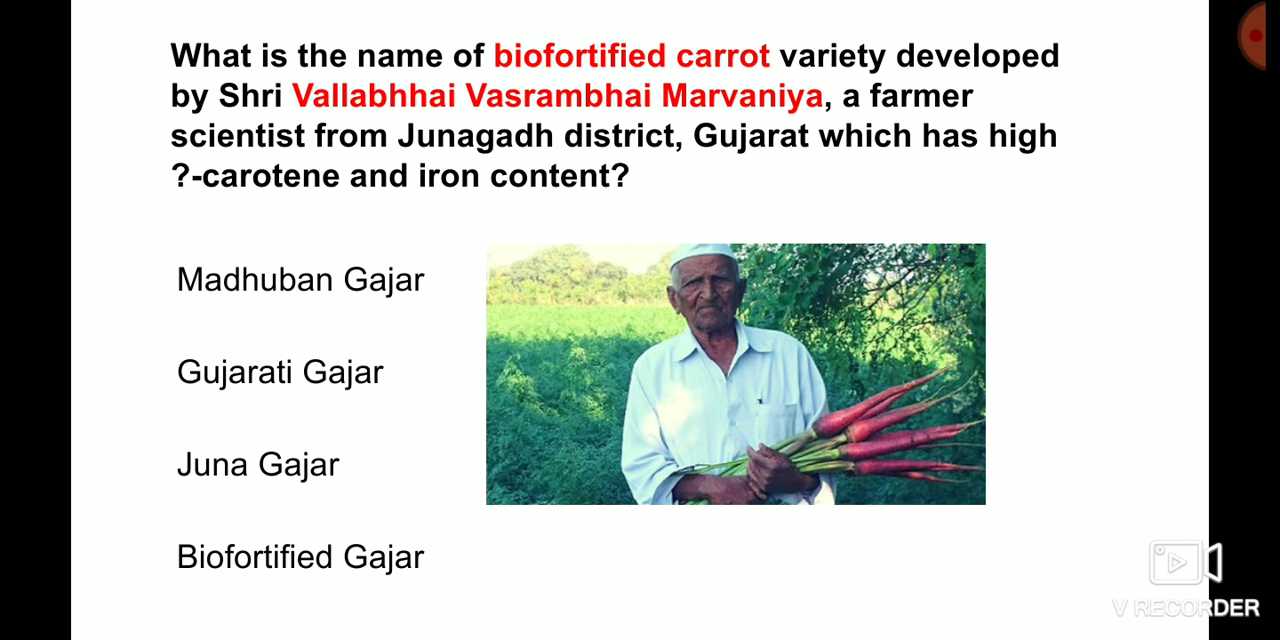 What is the name of biofortified carrot variety developed
by Shri Vallabhhai Vasrambhai Marvaniya, a farmer
scientist from Junagadh district, Gujarat which has high
?-carotene and iron content?
Madhuban Gajar
Gujarati Gajar
Juna Gajar
Biofortified Gajar
V RECORDER